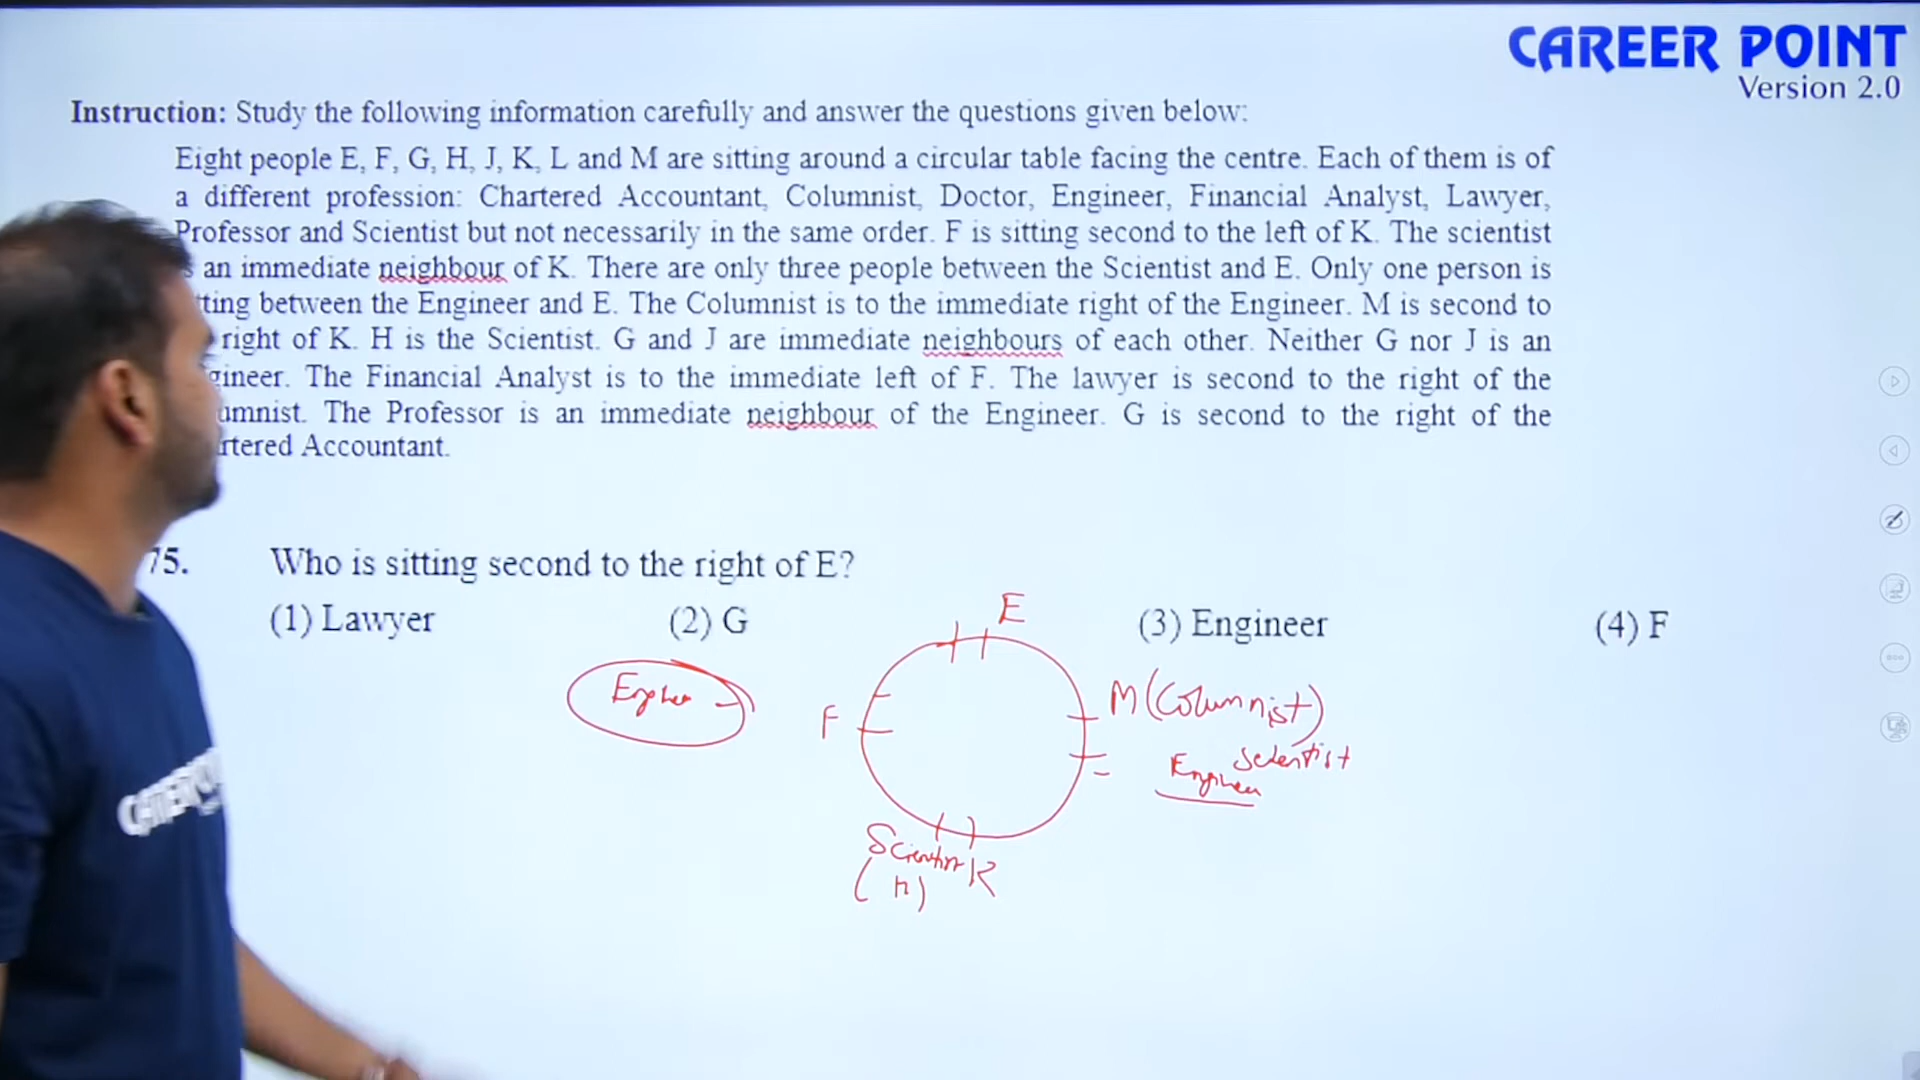 CAREER POINT
Version 2.0
Instruction: Study the following information carefully and answer the questions given below:
Eight people E, F, G, H, J, K, L and M are sitting around a circular table facing the centre. Each of them is of
a different profession: Chartered Accountant, Columnist, Doctor, Engineer, Financial Analyst, Lawyer,
Professor and Scientist but not necessarily in the same order. F is sitting second to the left of K. The scientist
an immediate neighbour of K. There are only three people between the Scientist and E. Only one person is
tting between the Engineer and E. The Columnist is to the immediate right of the Engineer. M is second to
right of K. H is the Scientist. G and J are immediate neighbours of each other. Neither G nor J is an
gineer. The Financial Analyst is to the immediate left of F. The lawyer is second to the right of the
umnist. The Professor is an immediate neighbour of the Engineer. G is second to the right of the
rtered Accountant.
75. Who is sitting second to the right of E?
(1) Lawyer (2) G (3) Engineer (4) F
E
M (Columnist)
F
Scientist
Scientist K
(H)
CAREER